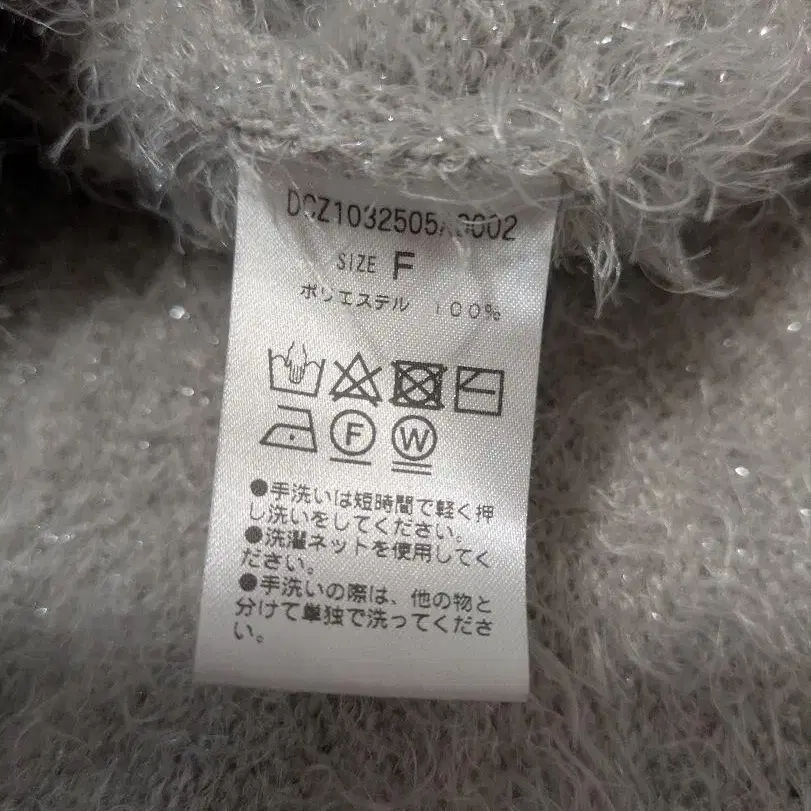 DCZ1032505A0002
SIZE F
ポリエステル 100%
F W
●手洗いは短時間で軽く押
し洗いをしてください。
●洗濯ネットを使用してく
ださい。
●手洗いの際は、他の物と
分けて単独で洗ってくださ
い。